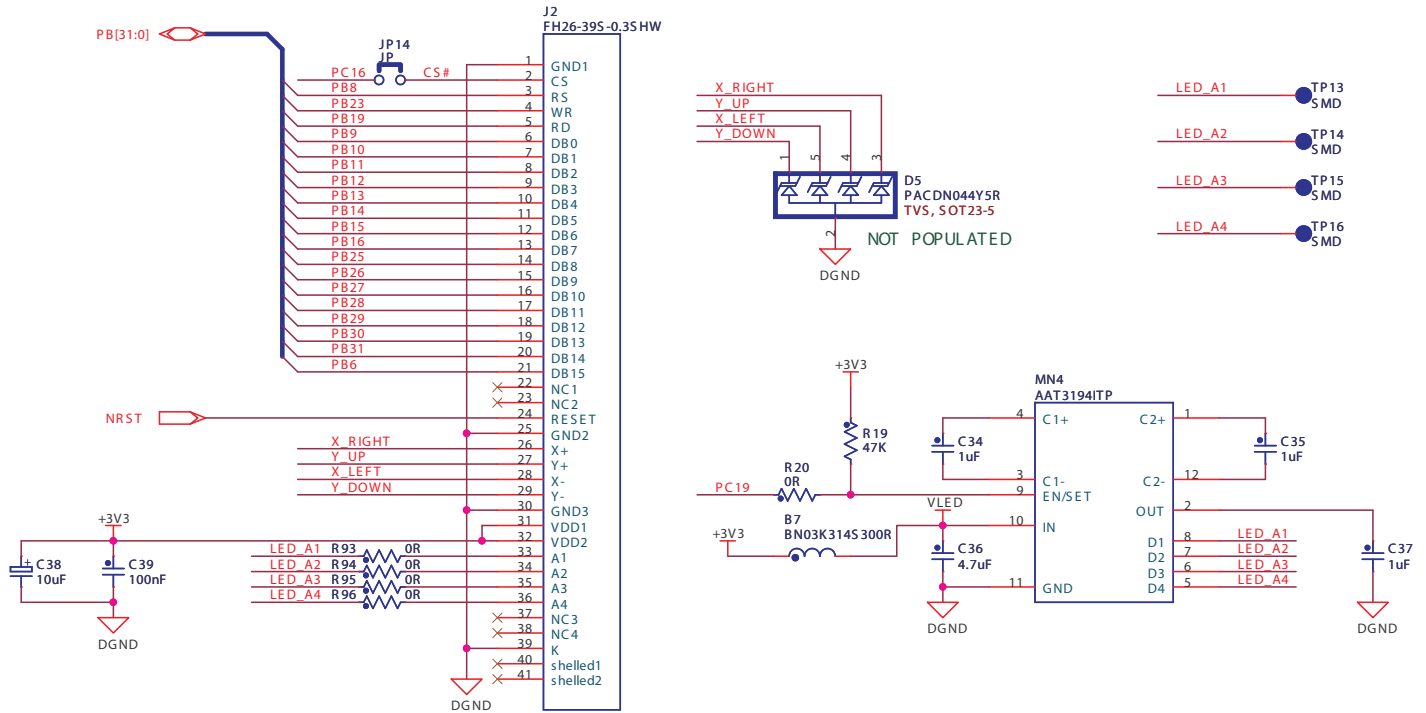 J2
FH26-39S-0.3SHW
PB[31:0]
JP14
JP
PC16 CS# 1 GND1
2 CS
PB8 3 RS
PB23 4 WR
PB19 5 RD
PB9 6 DB0
PB10 7 DB1
PB11 8 DB2
PB12 9 DB3
PB13 10 DB4
PB14 11 DB5
PB15 12 DB6
PB16 13 DB7
PB25 14 DB8
PB26 15 DB9
PB27 16 DB10
PB28 17 DB11
PB29 18 DB12
PB30 19 DB13
PB31 20 DB14
PB6 21 DB15
22 NC1
23 NC2
NRST 24 RESET
25 GND2
X_RIGHT 26 X+
Y_UP 27 Y+
X_LEFT 28 X-
Y_DOWN 29 Y-
30 GND3
+3V3 31 VDD1
32 VDD2
LED_A1 R93 0R 33 A1
LED_A2 R94 0R 34 A2
LED_A3 R95 0R 35 A3
LED_A4 R96 0R 36 A4
37 NC3
38 NC4
39 K
40 shelled1
41 shelled2
C38
10uF
C39
100nF
DGND
DGND
X_RIGHT
Y_UP
X_LEFT
Y_DOWN
1 5 4 3
D5
PACDN044Y5R
TVS, SOT23-5
2
NOT POPULATED
DGND
LED_A1 TP13
SMD
LED_A2 TP14
SMD
LED_A3 TP15
SMD
LED_A4 TP16
SMD
+3V3
R19
47K
R20
0R
PC19
B7
BN03K314S300R
+3V3
VLED
C36
4.7uF
DGND
C34
1uF
MN4
AAT3194ITP
4 C1+ C2+ 1
3 C1- C2- 12
9 EN/SET
OUT 2
10 IN
D1 8 LED_A1
D2 7 LED_A2
D3 6 LED_A3
11 GND D4 5 LED_A4
C35
1uF
C37
1uF
DGND